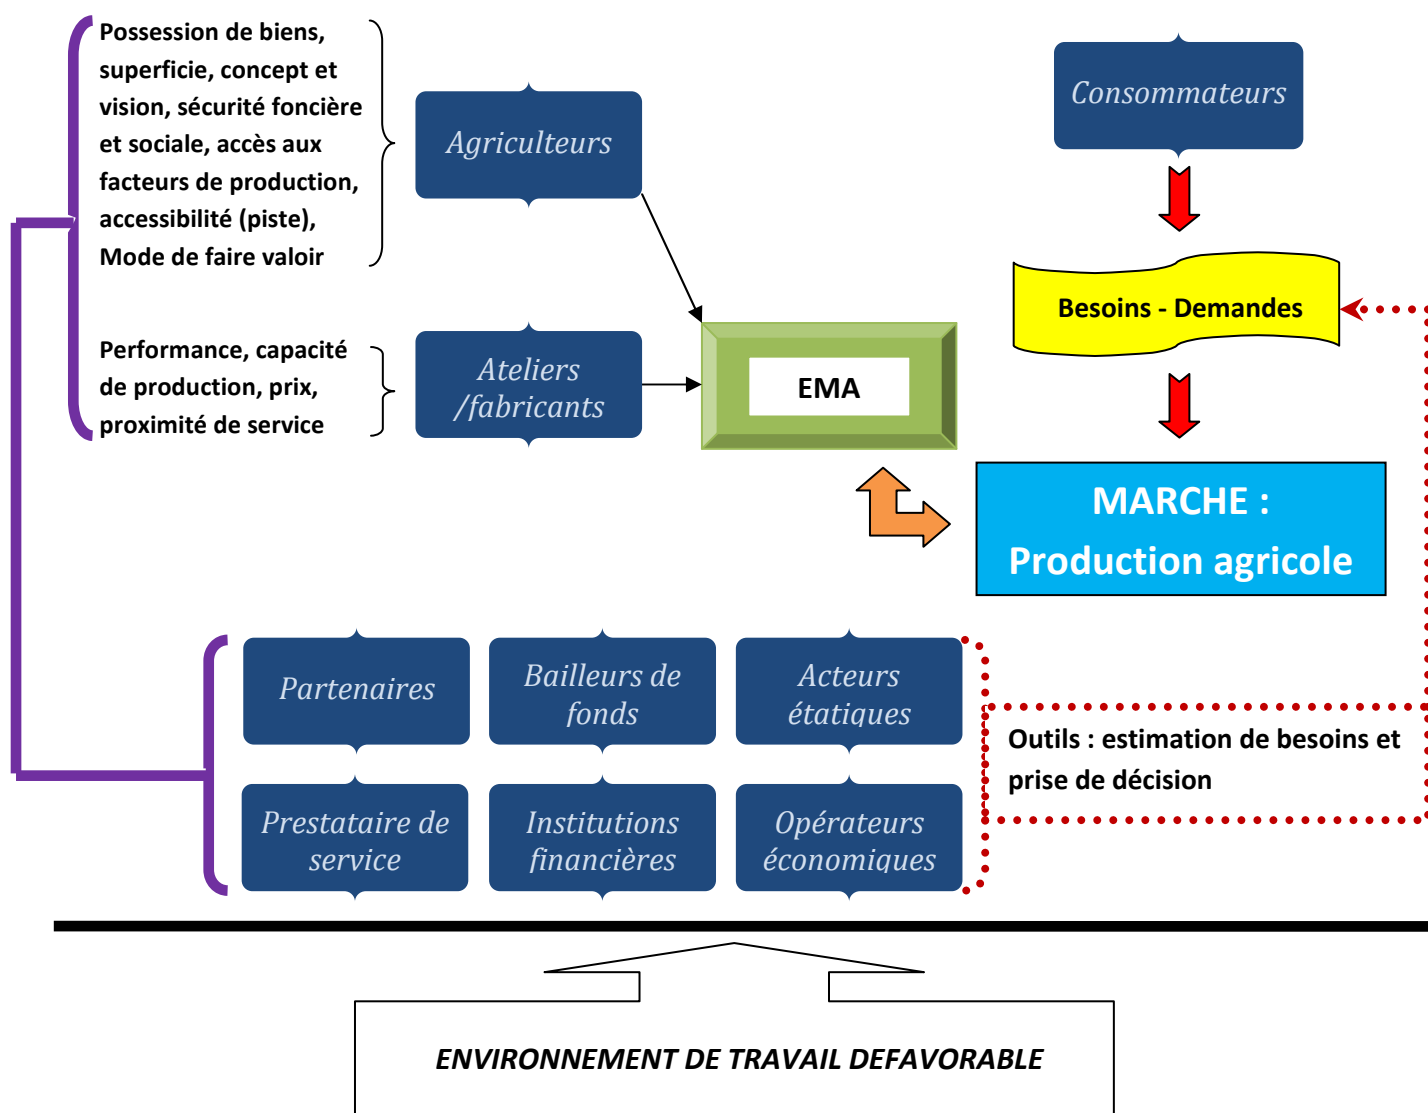 Possession de biens,
superficie, concept et
vision, sécurité foncière
et sociale, accès aux
facteurs de production,
accessibilité (piste),
Mode de faire valoir
Agriculteurs
Consommateurs
Besoins - Demandes
Performance, capacité
de production, prix,
proximité de service
Ateliers
/fabricants
EMA
MARCHE :
Production agricole
Partenaires
Bailleurs de
fonds
Acteurs
étatiques
Outils : estimation de besoins et
prise de décision
Prestataire de
service
Institutions
financières
Opérateurs
économiques
ENVIRONNEMENT DE TRAVAIL DEFAVORABLE